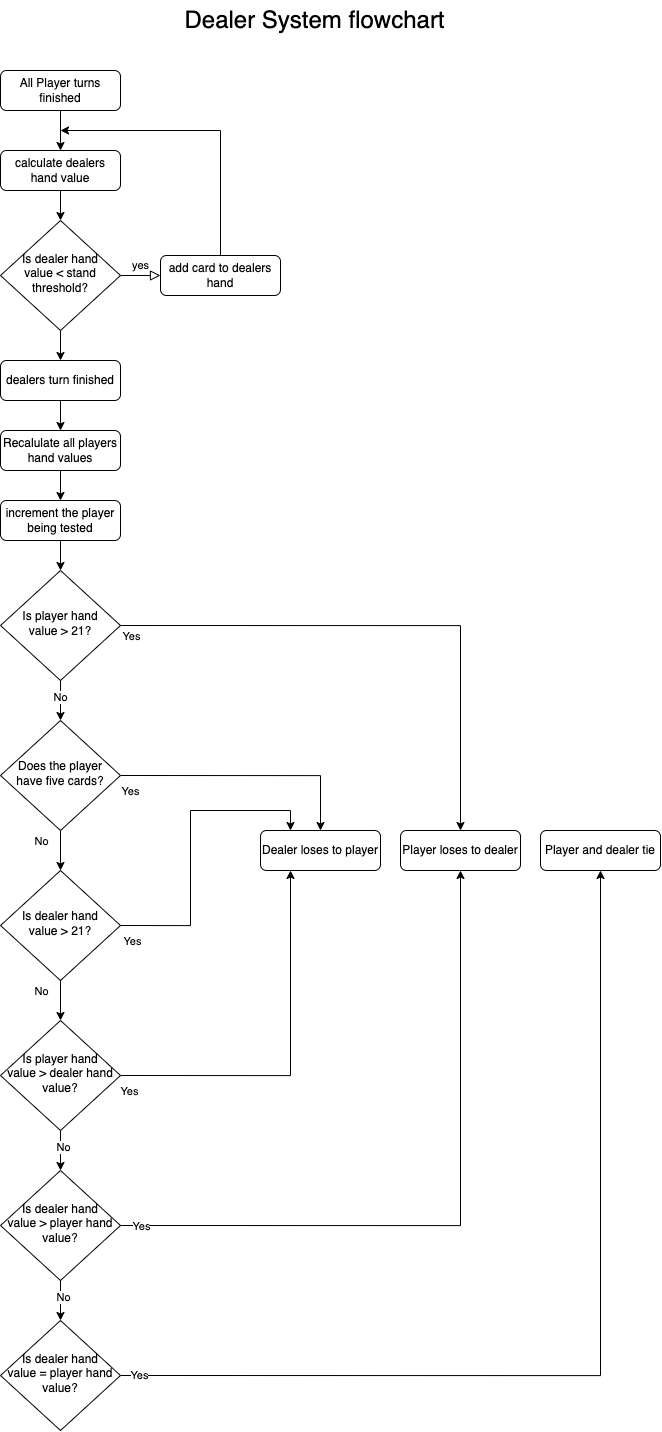 Dealer System flowchart
All Player turns
finished
calculate dealers
hand value
Is dealer hand
value < stand
threshold?
yes
add card to dealers
hand
dealers turn finished
Recalulate all players
hand values
increment the player
being tested
Is player hand
value > 21?
Yes
No
Does the player
have five cards?
Yes
No
Dealer loses to player
Player loses to dealer
Player and dealer tie
Is dealer hand
value > 21?
Yes
No
Is player hand
value > dealer hand
value?
Yes
No
Is dealer hand
value > player hand
value?
Yes
No
Is dealer hand
value = player hand
value?
Yes